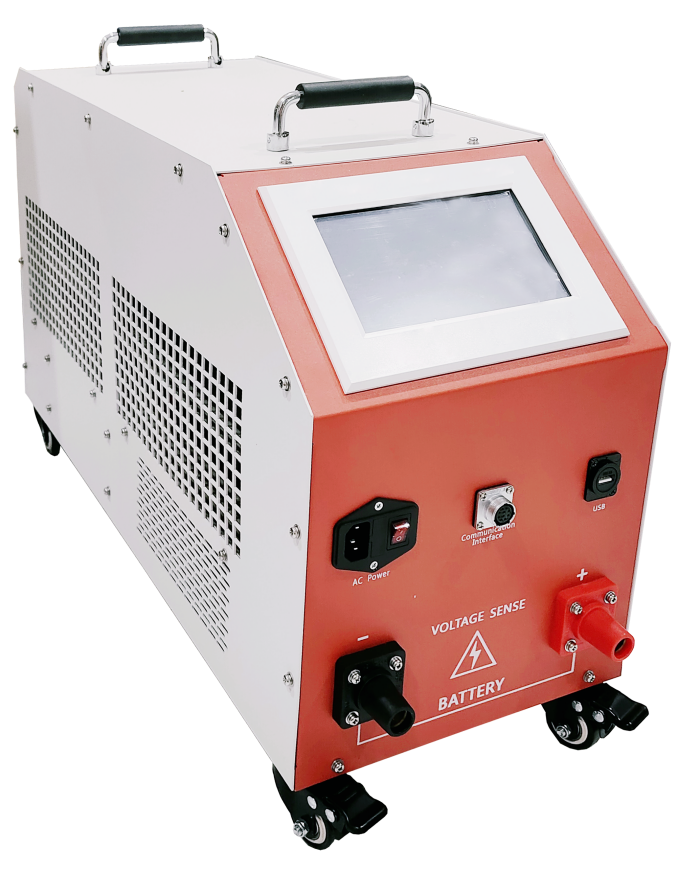 USB
Communication
Interface
AC Power
+
VOLTAGE SENSE
−
BATTERY